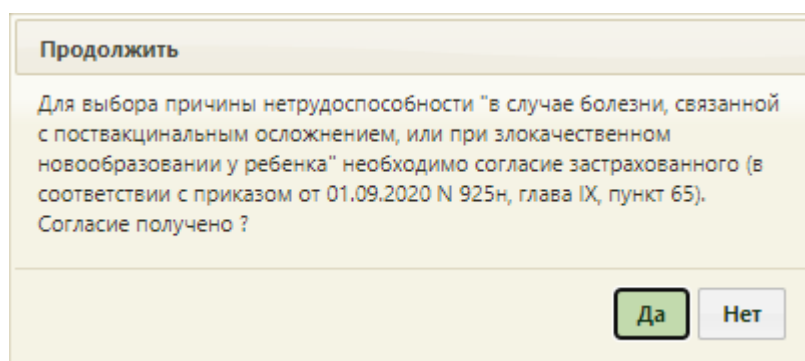 Продолжить
Для выбора причины нетрудоспособности "в случае болезни, связанной
с поствакцинальным осложнением, или при злокачественном
новообразовании у ребенка" необходимо согласие застрахованного (в
соответствии с приказом от 01.09.2020 N 925н, глава IX, пункт 65).
Согласие получено ?
Да Нет